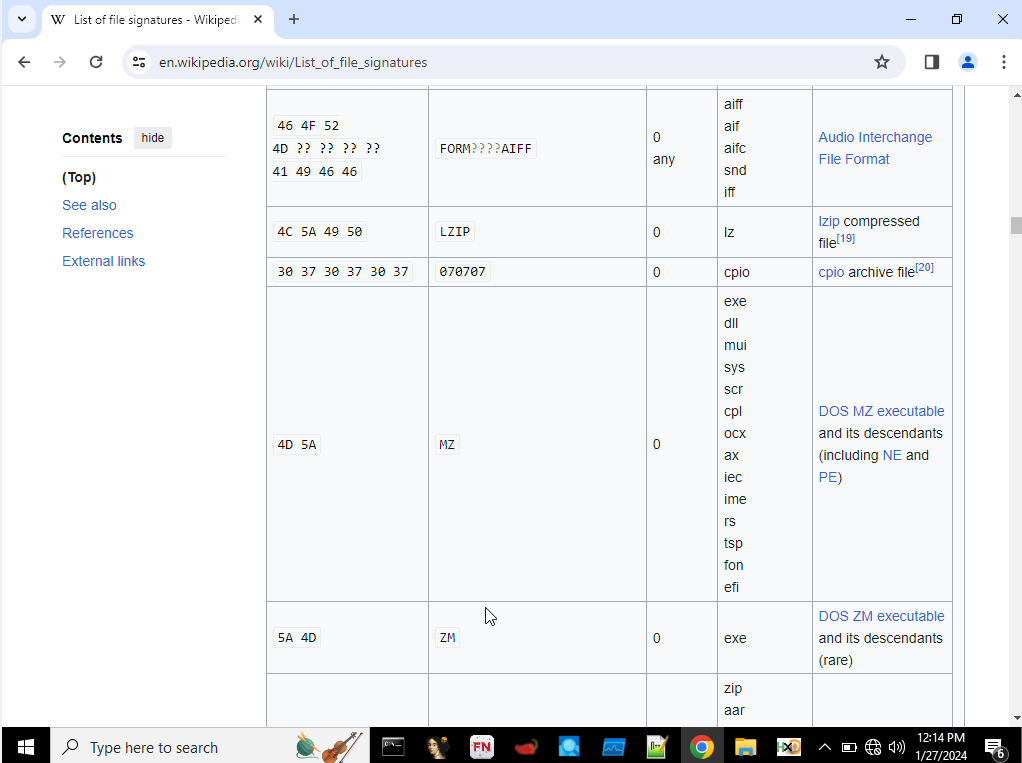 List of file signatures - Wikipedi
en.wikipedia.org/wiki/List_of_file_signatures
Contents hide
(Top)
See also
References
External links
46 4F 52
4D ?? ?? ?? ??
41 49 46 46
FORM????AIFF
0
any
aiff
aif
aifc
snd
iff
Audio Interchange
File Format
4C 5A 49 50
LZIP
0
lz
lzip compressed
file[19]
30 37 30 37 30 37
070707
0
cpio
cpio archive file[20]
4D 5A
MZ
0
exe
dll
mui
sys
scr
cpl
ocx
ax
iec
ime
rs
tsp
fon
efi
DOS MZ executable
and its descendants
(including NE and
PE)
5A 4D
ZM
0
exe
DOS ZM executable
and its descendants
(rare)
zip
aar
Type here to search
FN
12:14 PM
1/27/2024
6